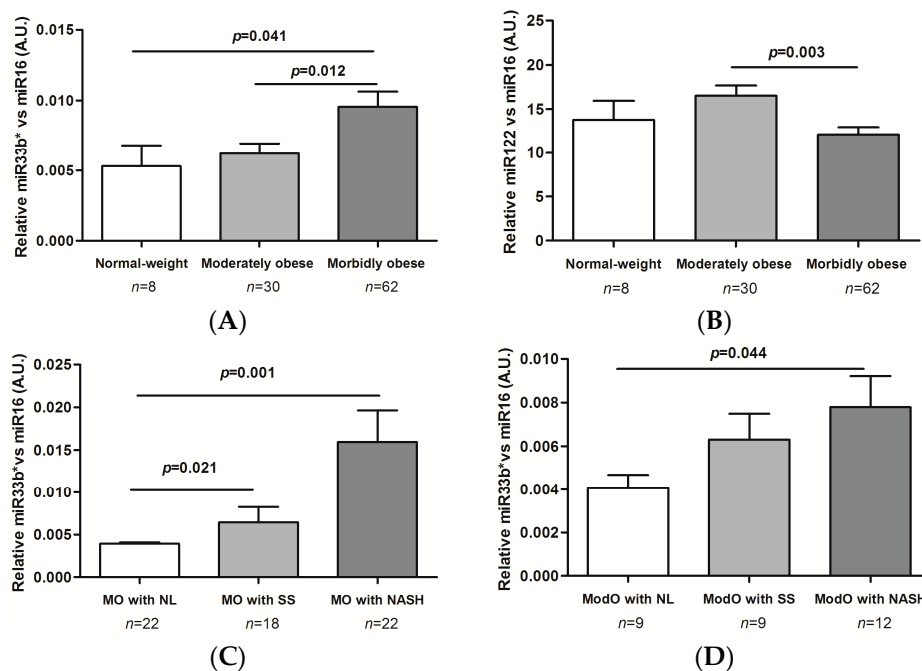 Relative miR33b* vs miR16 (A.U.)
0.015
0.010
0.005
0.000
p=0.041
p=0.012
Normal-weight Moderately obese Morbidly obese
n=8 n=30 n=62
(A)
Relative miR122 vs miR16 (A.U.)
25
20
15
10
5
0
p=0.003
Normal-weight Moderately obese Morbidly obese
n=8 n=30 n=62
(B)
Relative miR33b*vs miR16 (A.U.)
0.025
0.020
0.015
0.010
0.005
0.000
p=0.001
p=0.021
MO with NL MO with SS MO with NASH
n=22 n=18 n=22
(C)
Relative miR33b*vs miR16 (A.U.)
0.010
0.008
0.006
0.004
0.002
0.000
p=0.044
ModO with NL ModO with SS ModO with NASH
n=9 n=9 n=12
(D)